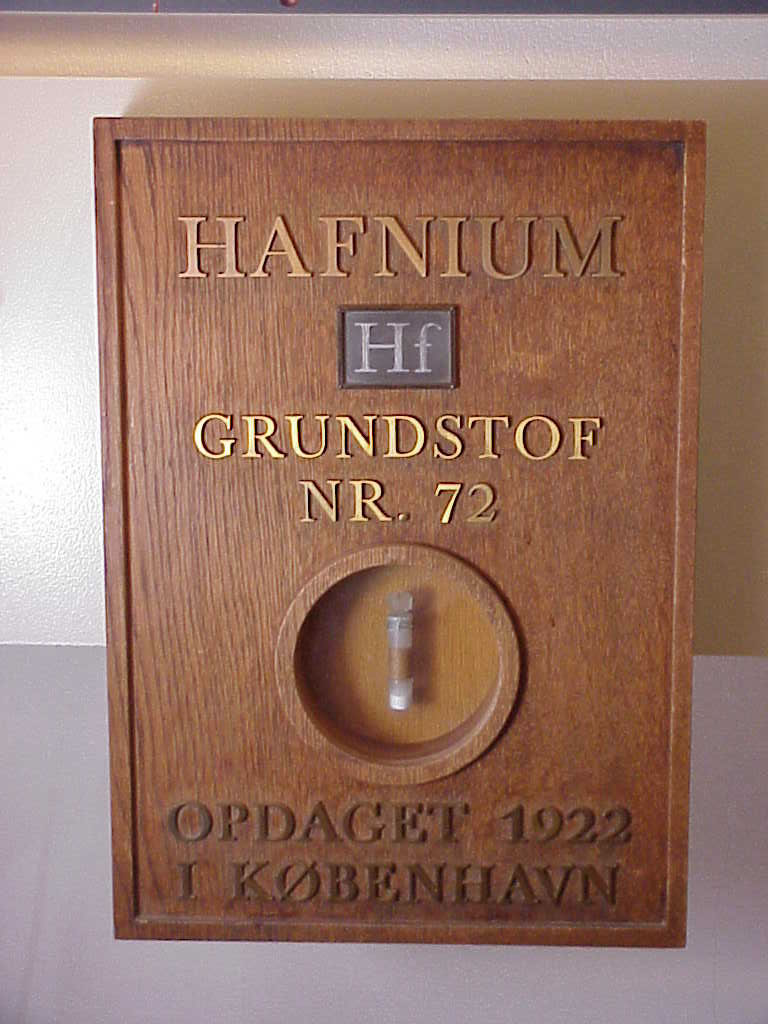 HAFNIUM
Hf
GRUNDSTOF
NR. 72
OPDAGET 1922
I KØBENHAVN